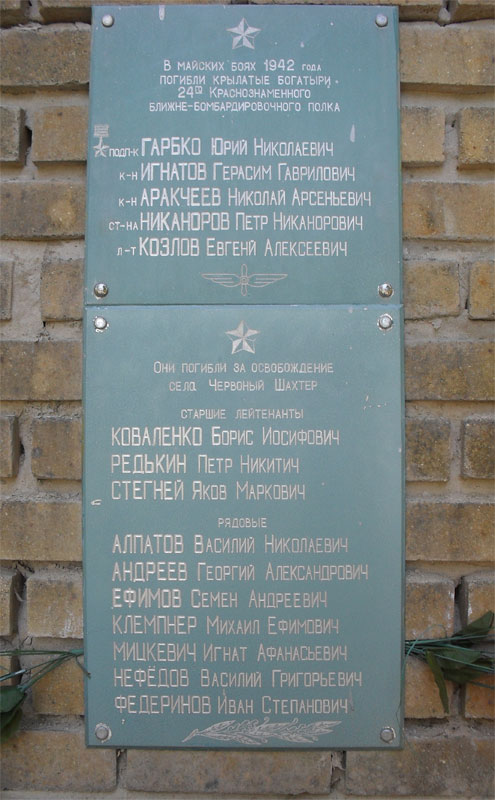 В майских боях 1942 года
погибли крылатые богатыри
24го Краснознаменного
ближне-бомбардировочного полка
подп-к ГАРБКО Юрий Николаевич
к-н ИГНАТОВ Герасим Гаврилович
к-н АРАКЧЕЕВ Николай Арсеньевич
ст-на НИКАНОРОВ Петр Никанорович
л-т КОЗЛОВ Евгений Алексеевич
Они погибли за освобождение
села Червоный Шахтер
старшие лейтенанты
КОВАЛЕНКО Борис Иосифович
РЕДЬКИН Петр Никитич
СТЕГНЕЙ Яков Маркович
рядовые
АЛПАТОВ Василий Николаевич
АНДРЕЕВ Георгий Александрович
ЕФИМОВ Семен Андреевич
КЛЕМПНЕР Михаил Ефимович
МИЦКЕВИЧ Игнат Афанасьевич
НЕФЁДОВ Василий Григорьевич
ФЕДЕРИНОВ Иван Степанович